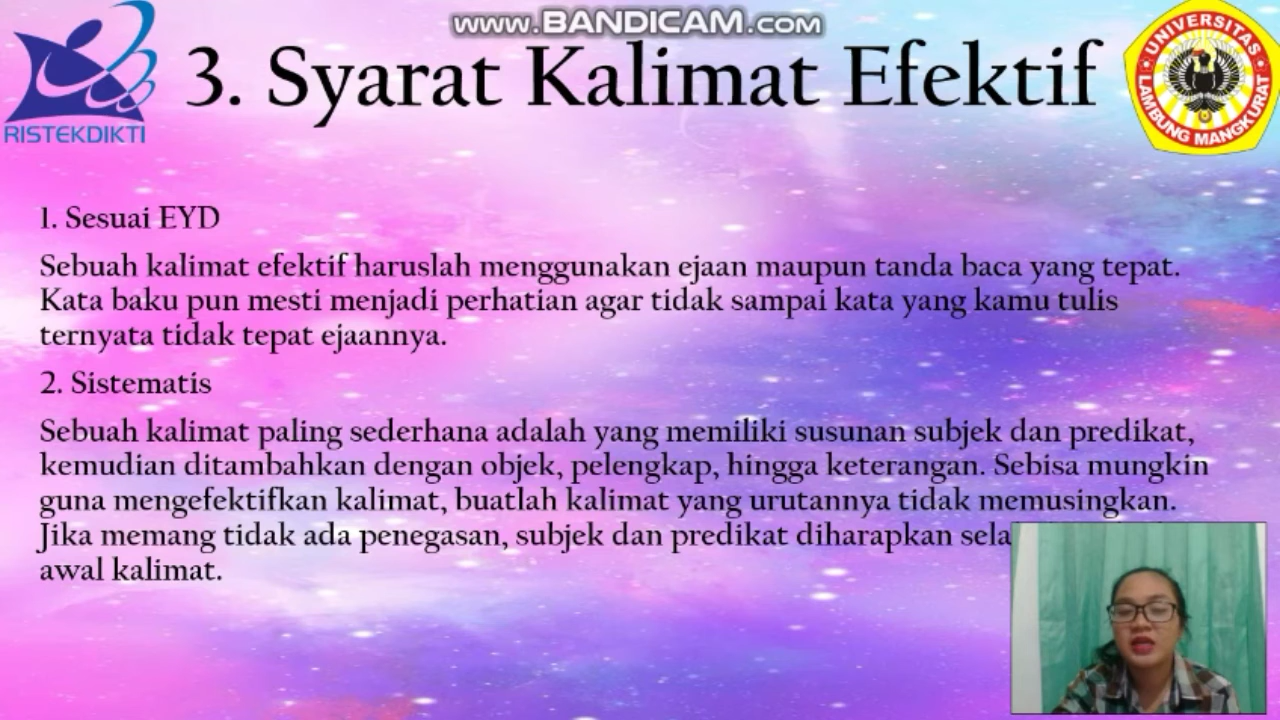 www.BANDICAM.com
3. Syarat Kalimat Efektif
RISTEKDIKTI
UNIVERSITAS
LAMBUNG MANGKURAT
1. Sesuai EYD
Sebuah kalimat efektif haruslah menggunakan ejaan maupun tanda baca yang tepat.
Kata baku pun mesti menjadi perhatian agar tidak sampai kata yang kamu tulis
ternyata tidak tepat ejaannya.
2. Sistematis
Sebuah kalimat paling sederhana adalah yang memiliki susunan subjek dan predikat,
kemudian ditambahkan dengan objek, pelengkap, hingga keterangan. Sebisa mungkin
guna mengefektifkan kalimat, buatlah kalimat yang urutannya tidak memusingkan.
Jika memang tidak ada penegasan, subjek dan predikat diharapkan
awal kalimat.